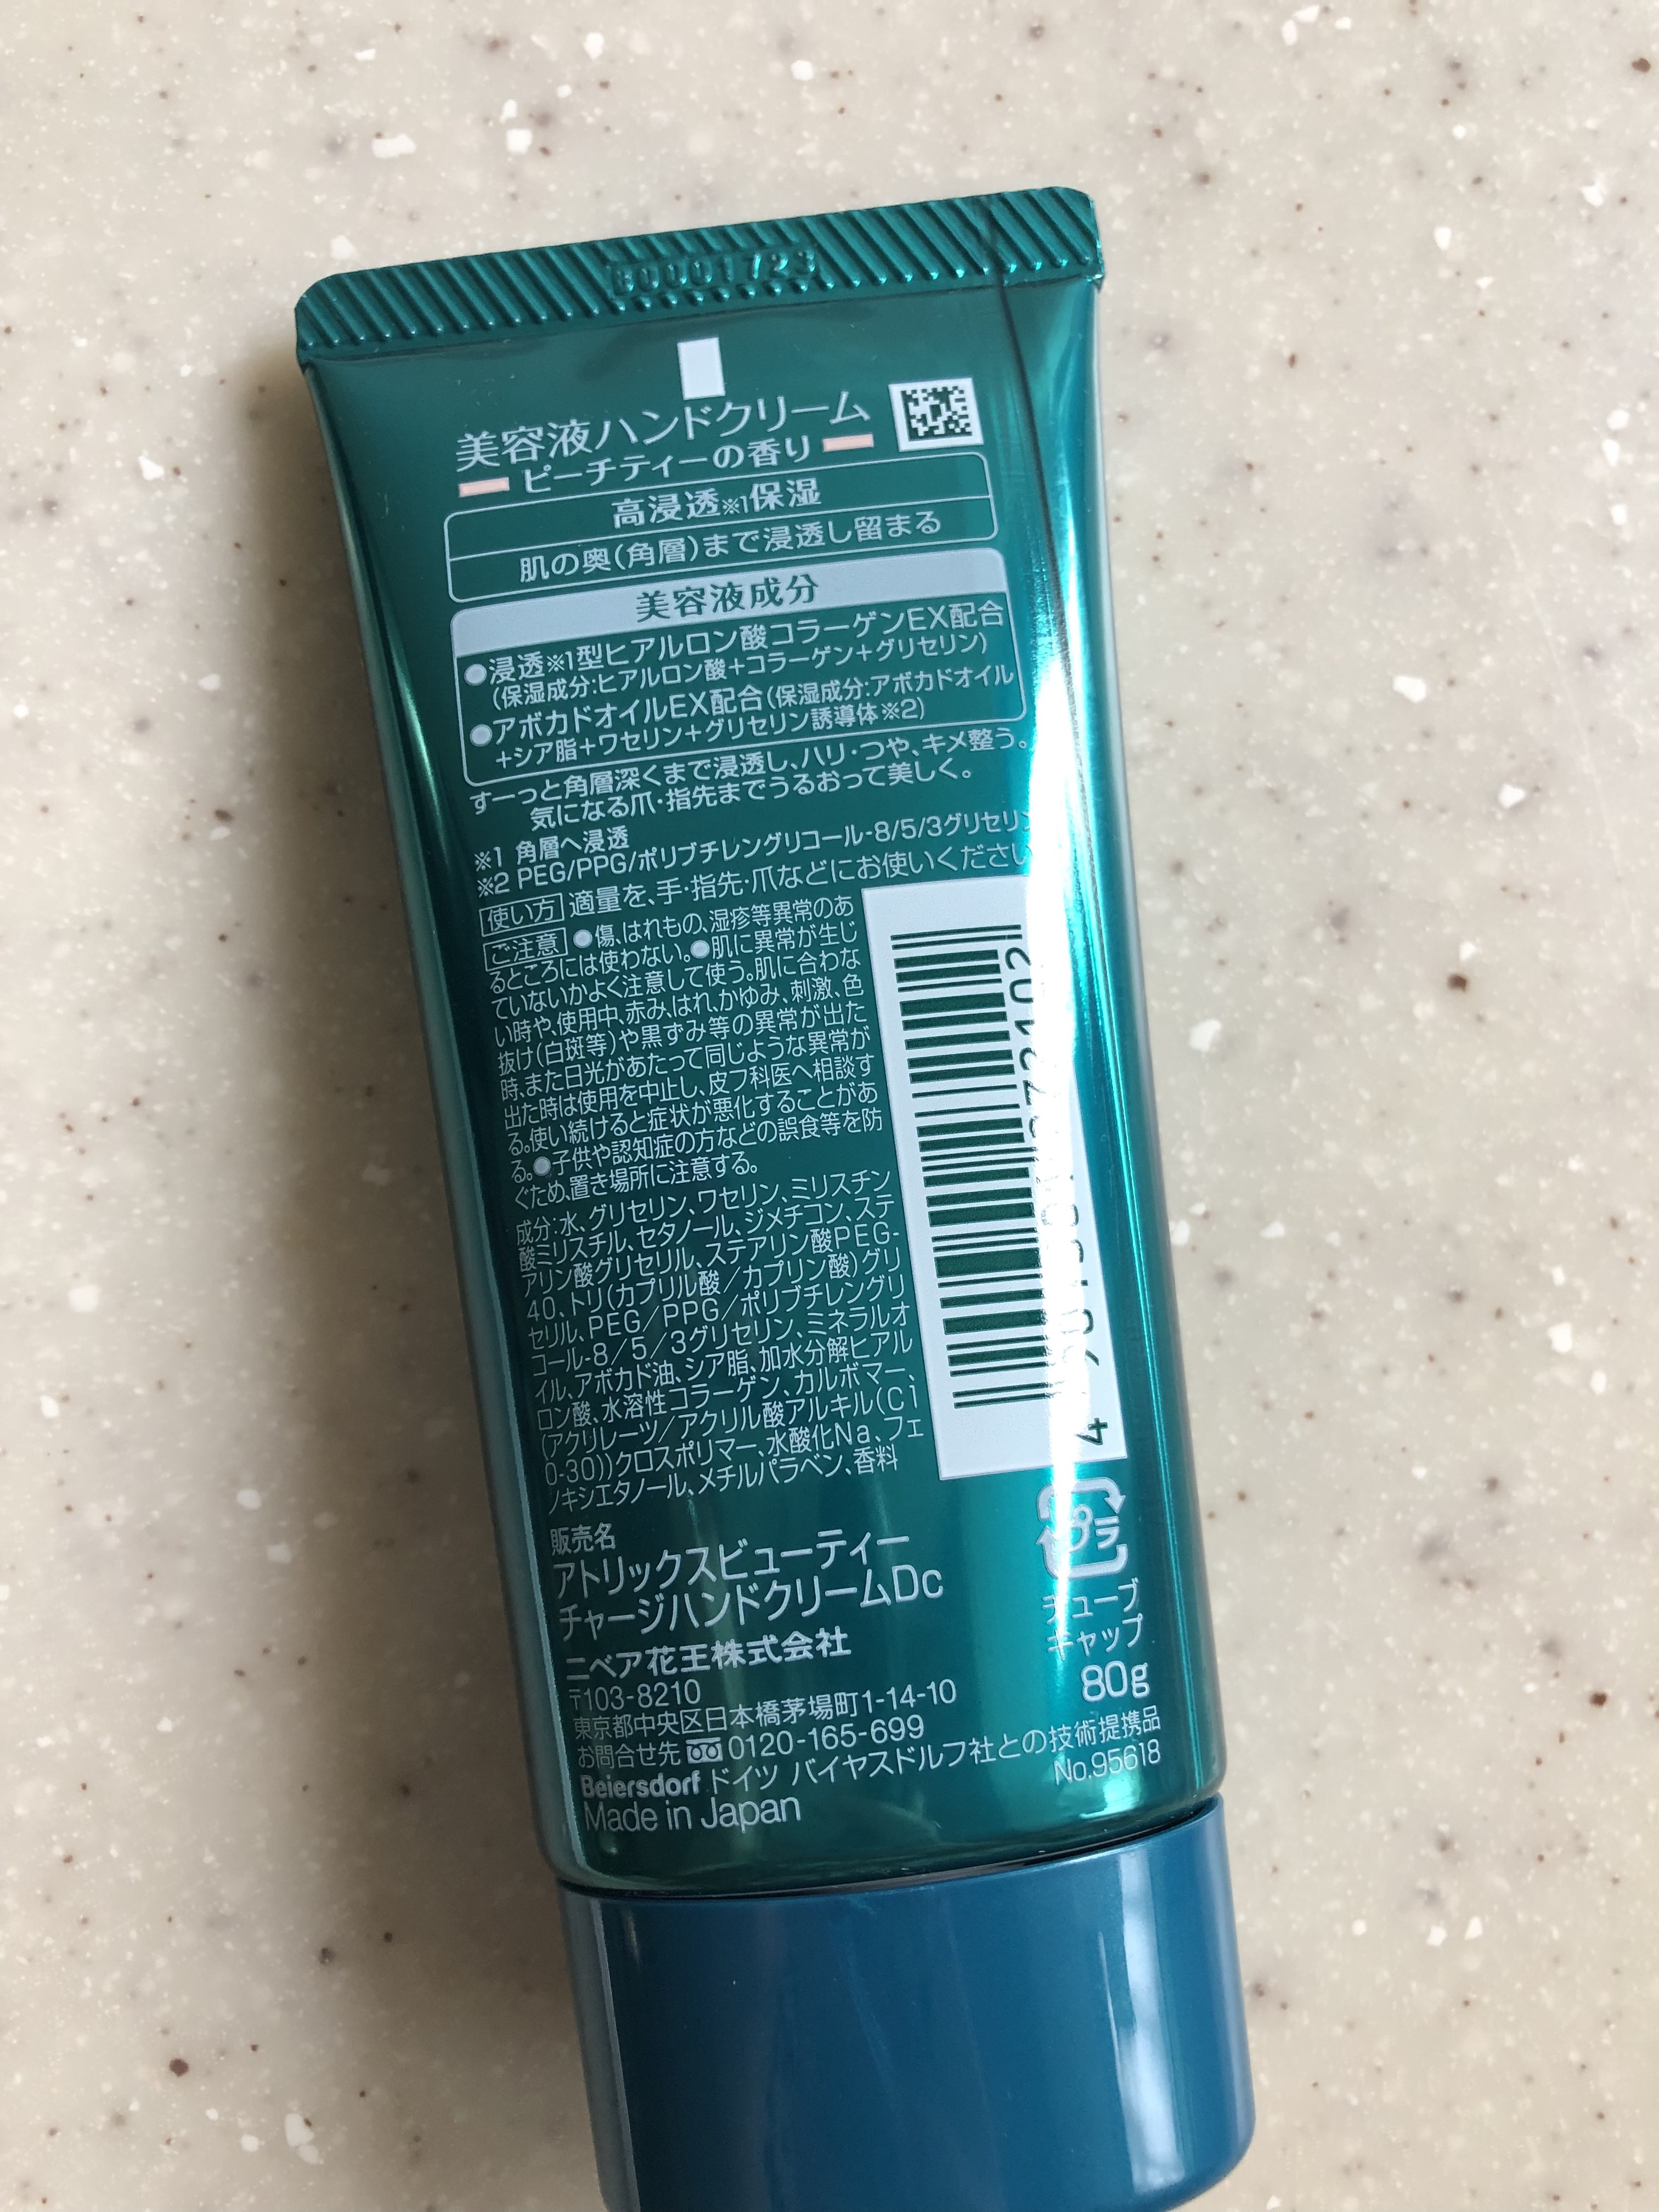 美容液ハンドクリーム
ピーチティーの香り
高浸透※1保湿
肌の奥(角層)まで浸透し留まる
美容液成分
●浸透※1型ヒアルロン酸コラーゲンEX配合
(保湿成分:ヒアルロン酸+コラーゲン+グリセリン)
●アボカドオイルEX配合(保湿成分:アボカドオイル
+シア脂+ワセリン+グリセリン誘導体※2)
すーっと角層深くまで浸透し、ハリ・つや、キメ整う。
気になる爪・指先までうるおって美しく。
※1 角層へ浸透
※2 PEG/PPG/ポリブチレングリコール-8/5/3グリセリン
使い方 適量を、手・指先・爪などにお使いください
ご注意 ●傷、はれもの、湿疹等異常のあ
るところには使わない。●肌に異常が生じ
ていないかよく注意して使う。肌に合わな
い時や、使用中、赤み、はれ、かゆみ、刺激、色
抜け(白斑等)や黒ずみ等の異常が出た
時、また日光があたって同じような異常が
出た時は使用を中止し、皮フ科医へ相談す
る。使い続けると症状が悪化することがあ
る。●子供や認知症の方などの誤食等を防
ぐため、置き場所に注意する。
成分:水、グリセリン、ワセリン、ミリスチン
酸ミリスチル、セタノール、ジメチコン、ステ
アリン酸グリセリル、ステアリン酸PEG-
40、トリ(カプリル酸/カプリン酸)グリ
セリル、PEG/PPG/ポリブチレングリ
コール-8/5/3グリセリン、ミネラルオ
イル、アボカド油、シア脂、加水分解ヒアル
ロン酸、水溶性コラーゲン、カルボマー、
(アクリレーツ/アクリル酸アルキル(C1
0-30))クロスポリマー、水酸化Na、フェ
ノキシエタノール、メチルパラベン、香料
4
プラ
チューブ
キャップ
80g
販売名
アトリックスビューティー
チャージハンドクリームDc
ニベア花王株式会社
〒103-8210
東京都中央区日本橋茅場町1-14-10
お問合せ先 0120-165-699
Beiersdorf ドイツ バイヤスドルフ社との技術提携品
Made in Japan
No.95618